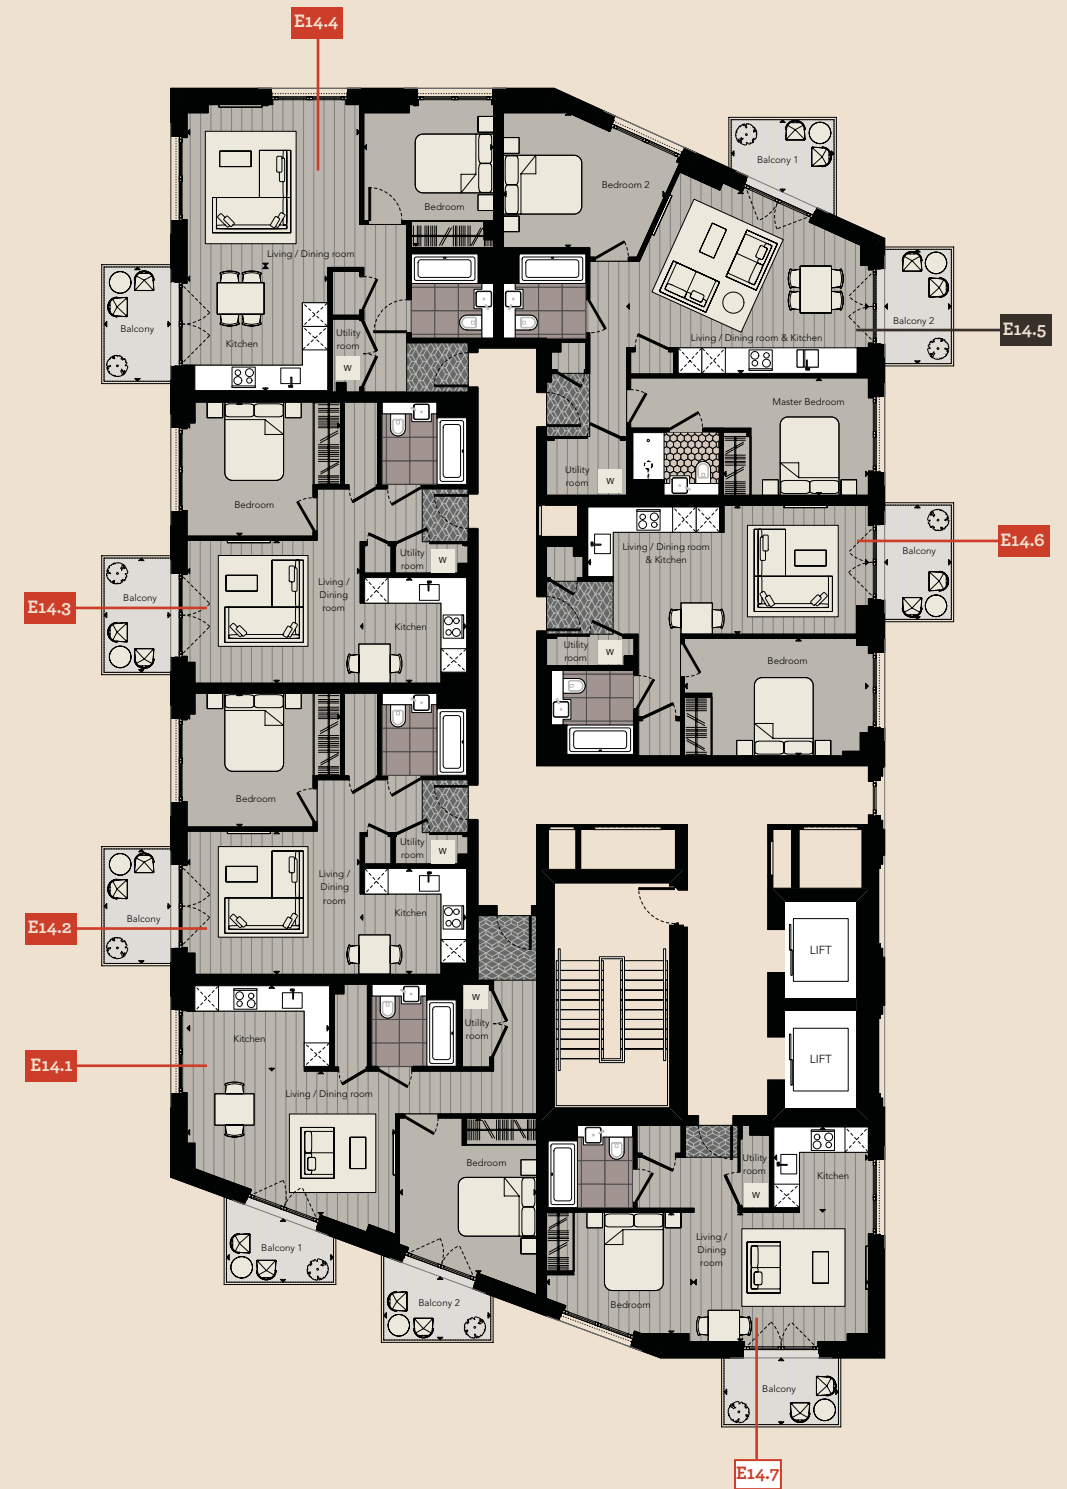 E14.4
Balcony 1
Bedroom 2
Bedroom
Living / Dining room
Balcony
Kitchen
Utility
room
W
Balcony 2
E14.5
Living / Dining room & Kitchen
Master Bedroom
Utility
room
W
Bedroom
Utility
room
W
Living /
Dining
room
Kitchen
Balcony
E14.3
Living / Dining room
& Kitchen
E14.6
Balcony
Utility
room
W
Bedroom
Bedroom
Utility
room
W
Living /
Dining
room
Kitchen
Balcony
E14.2
LIFT
LIFT
W
Utility
room
Kitchen
E14.1
Living / Dining room
Bedroom
Balcony 1
Balcony 2
Utility
room
W
Kitchen
Living /
Dining
room
Bedroom
Balcony
E14.7